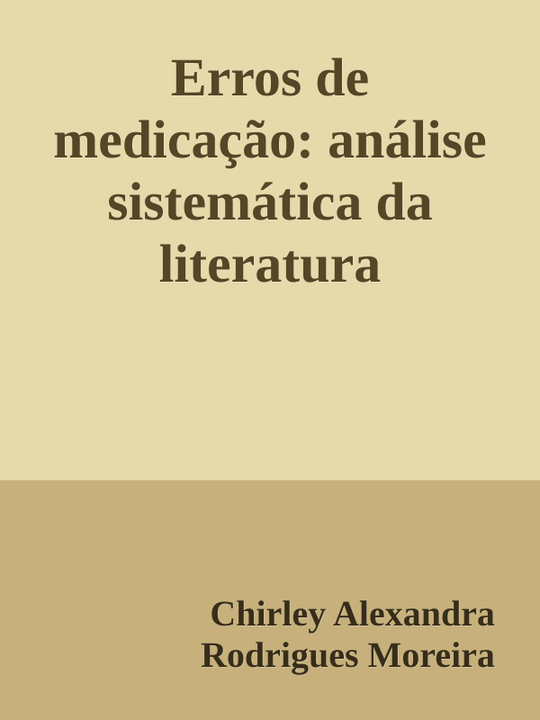 Erros de
medicação: análise
sistemática da
literatura
Chirley Alexandra
Rodrigues Moreira